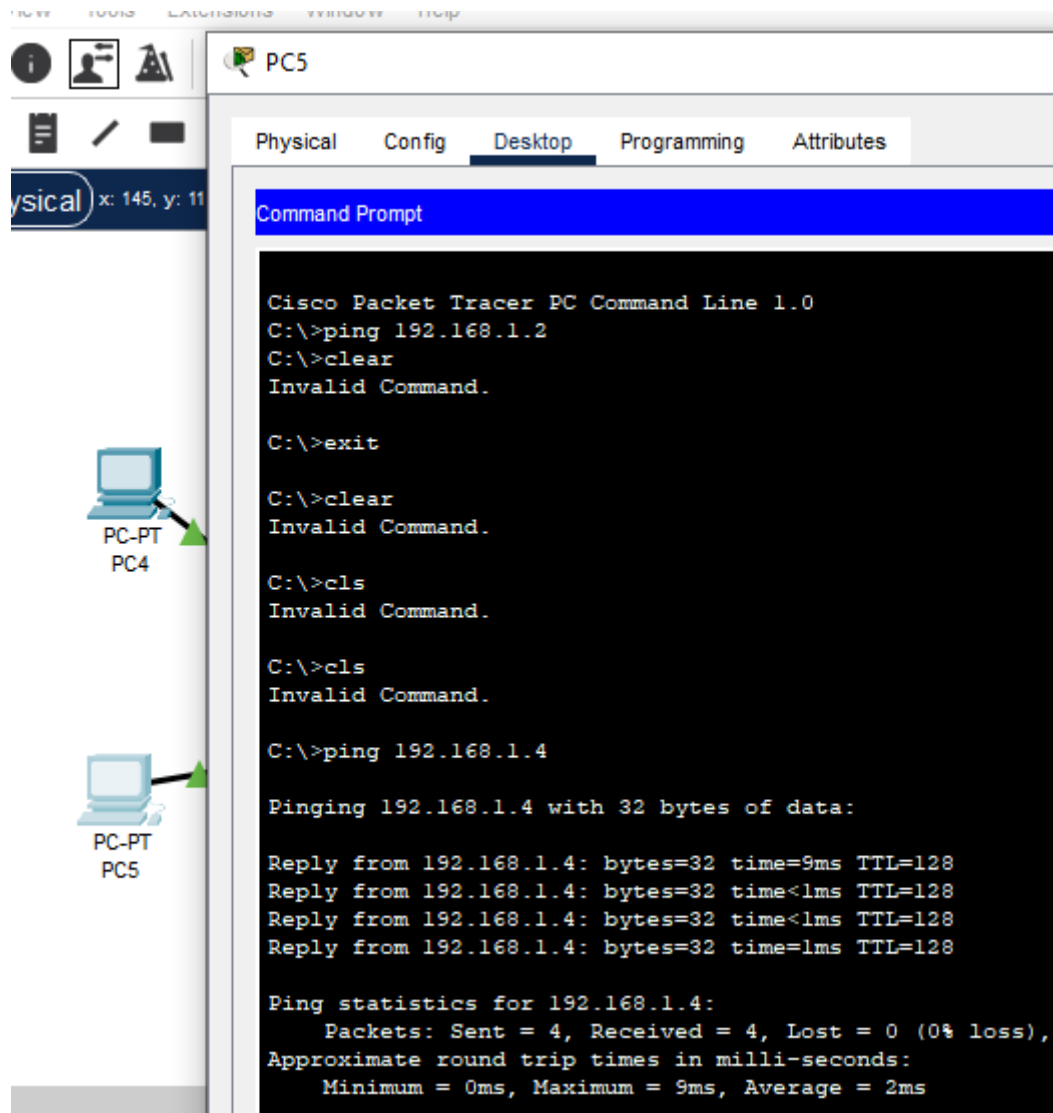 Tools Extensions Window Help
PC5
Physical Config Desktop Programming Attributes
ysical x: 145, y: 11
Command Prompt
Cisco Packet Tracer PC Command Line 1.0
C:\>ping 192.168.1.2
C:\>clear
Invalid Command.
C:\>exit
C:\>clear
Invalid Command.
C:\>cls
Invalid Command.
C:\>cls
Invalid Command.
C:\>ping 192.168.1.4
Pinging 192.168.1.4 with 32 bytes of data:
Reply from 192.168.1.4: bytes=32 time=9ms TTL=128
Reply from 192.168.1.4: bytes=32 time<1ms TTL=128
Reply from 192.168.1.4: bytes=32 time<1ms TTL=128
Reply from 192.168.1.4: bytes=32 time=1ms TTL=128
Ping statistics for 192.168.1.4:
Packets: Sent = 4, Received = 4, Lost = 0 (0% loss),
Approximate round trip times in milli-seconds:
Minimum = 0ms, Maximum = 9ms, Average = 2ms
PC-PT
PC4
PC-PT
PC5